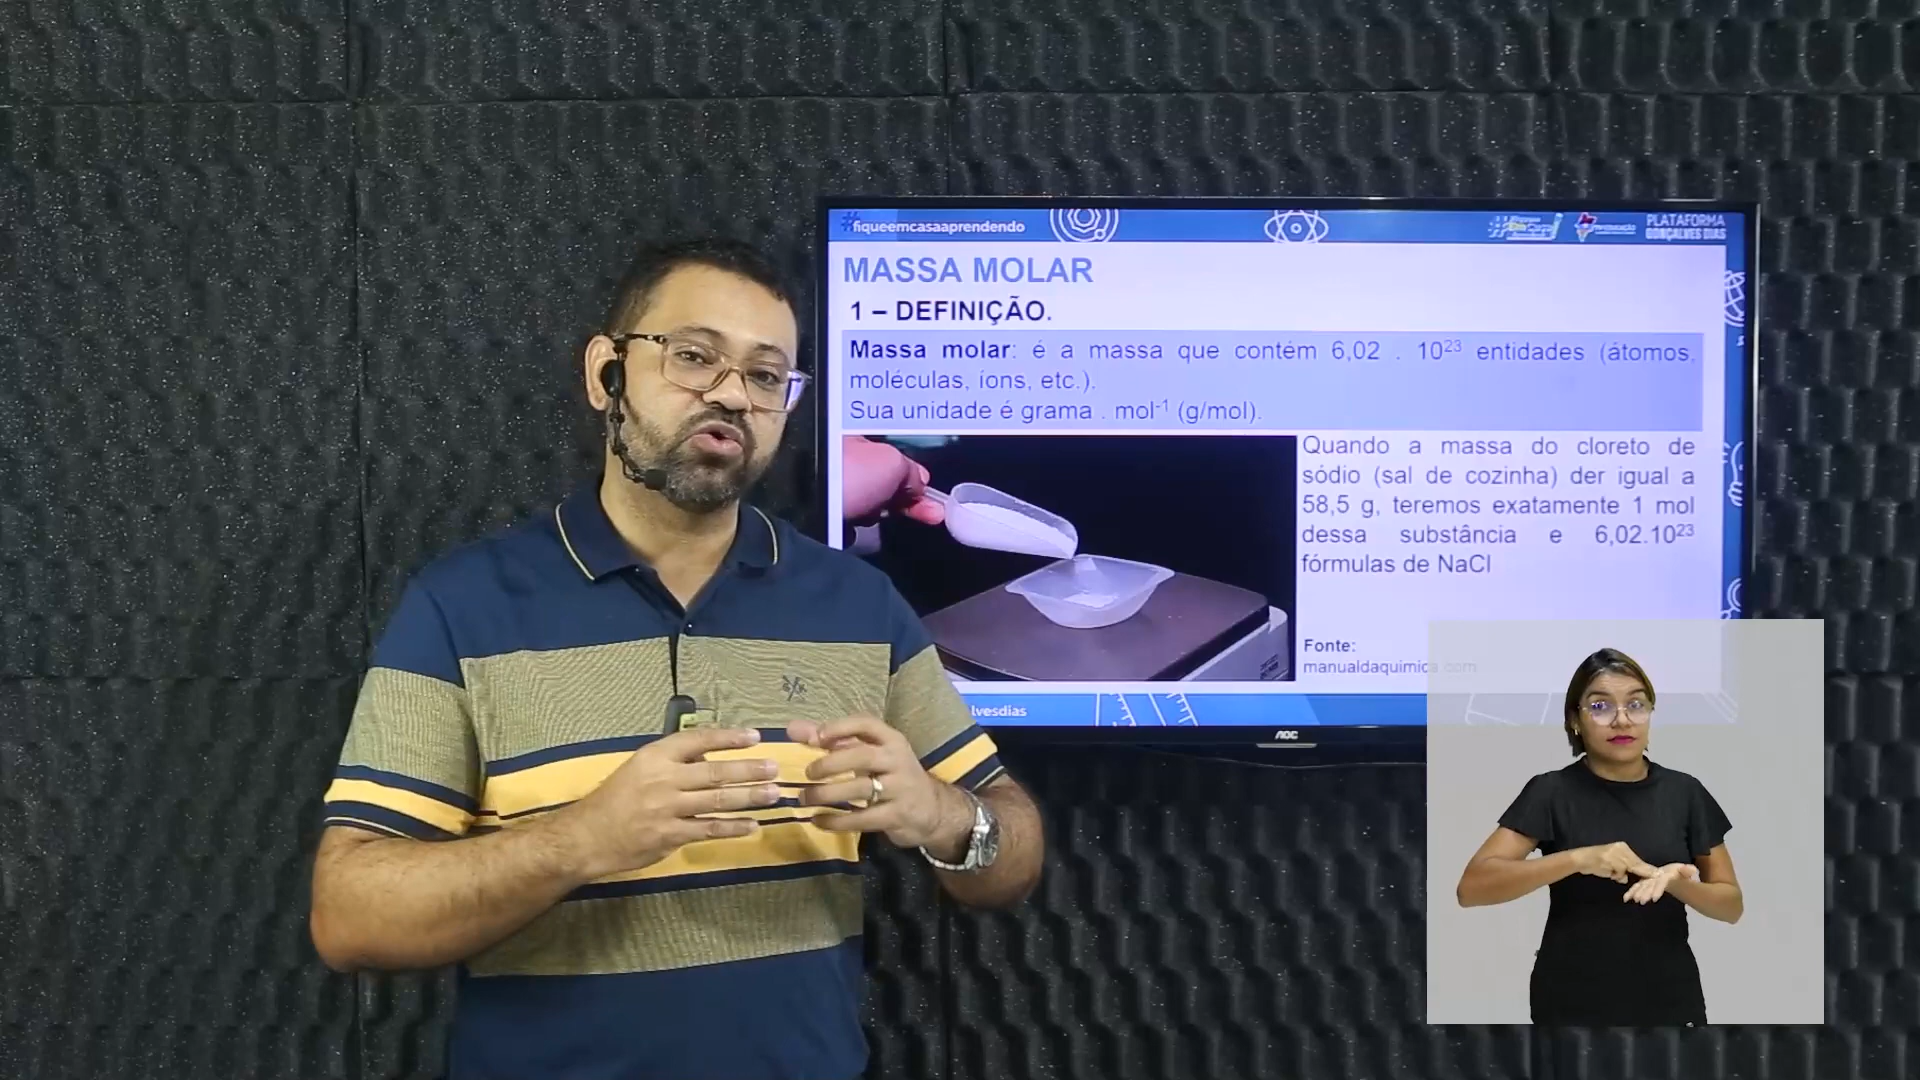 #fiqueemcasaaprendendo
PLATAFORMA
GONÇALVES DIAS
MASSA MOLAR
1 – DEFINIÇÃO.
Massa molar: é a massa que contém 6,02 . 10²³ entidades (átomos,
moléculas, íons, etc.).
Sua unidade é grama . mol⁻¹ (g/mol).
Quando a massa do cloreto de
sódio (sal de cozinha) der igual a
58,5 g, teremos exatamente 1 mol
dessa substância e 6,02.10²³
fórmulas de NaCl
Fonte:
manualdaquimica.com
lvesdias
AOC